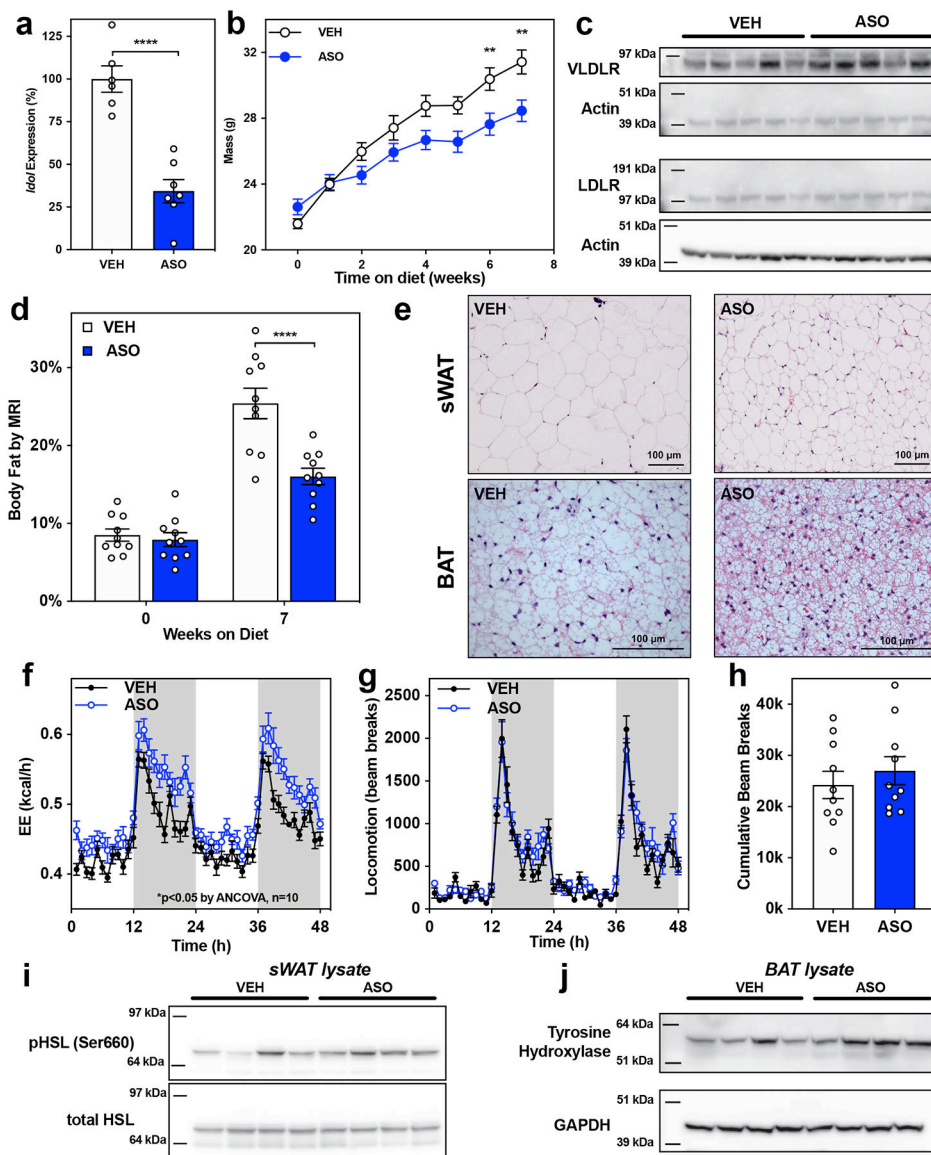 a
****
Idol Expression (%)
125
100
75
50
25
0
VEH
ASO
b
VEH
ASO
**
**
Mass (g)
32
28
24
20
0
2
4
6
8
Time on diet (weeks)
c
VEH
ASO
VLDLR
97 kDa
Actin
51 kDa
39 kDa
LDLR
191 kDa
97 kDa
Actin
51 kDa
39 kDa
d
VEH
ASO
****
Body Fat by MRI
30%
20%
10%
0%
0
7
Weeks on Diet
e
sWAT
VEH
100 µm
ASO
100 µm
BAT
VEH
100 µm
ASO
100 µm
f
VEH
ASO
EE (kcal/h)
0.6
0.5
0.4
*p<0.05 by ANCOVA, n=10
0
12
24
36
48
Time (h)
g
VEH
ASO
Locomotion (beam breaks)
2500
2000
1500
1000
500
0
0
12
24
36
48
Time (h)
h
Cumulative Beam Breaks
40k
30k
20k
10k
0k
VEH
ASO
i
sWAT lysate
VEH
ASO
pHSL (Ser660)
97 kDa
64 kDa
total HSL
97 kDa
64 kDa
j
BAT lysate
VEH
ASO
Tyrosine
Hydroxylase
64 kDa
51 kDa
GAPDH
51 kDa
39 kDa